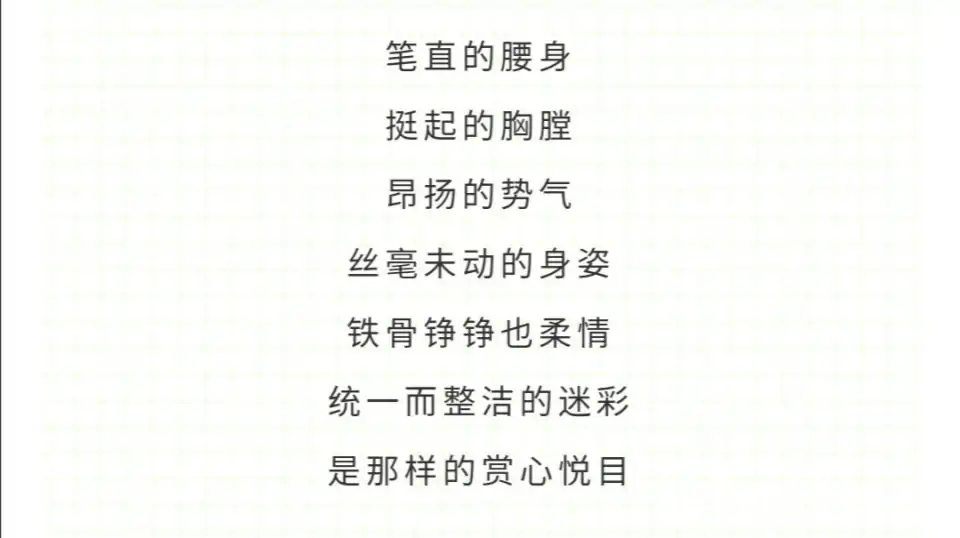 笔直的腰身
挺起的胸膛
昂扬的势气
丝毫未动的身姿
铁骨铮铮也柔情
统一而整洁的迷彩
是那样的赏心悦目